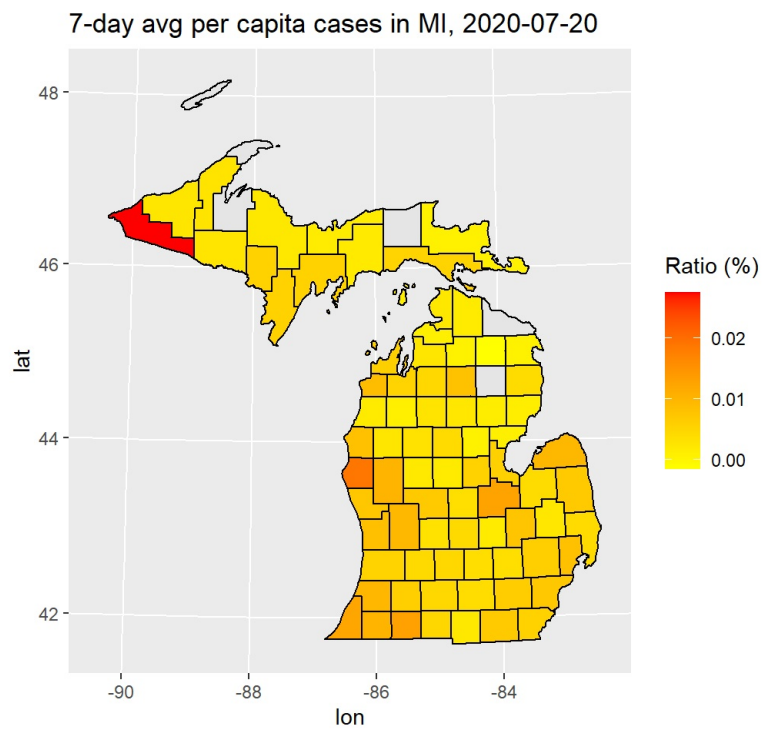 7-day avg per capita cases in MI, 2020-07-20
48
46
44
42
lat
-90
-88
-86
-84
lon
Ratio (%)
0.02
0.01
0.00